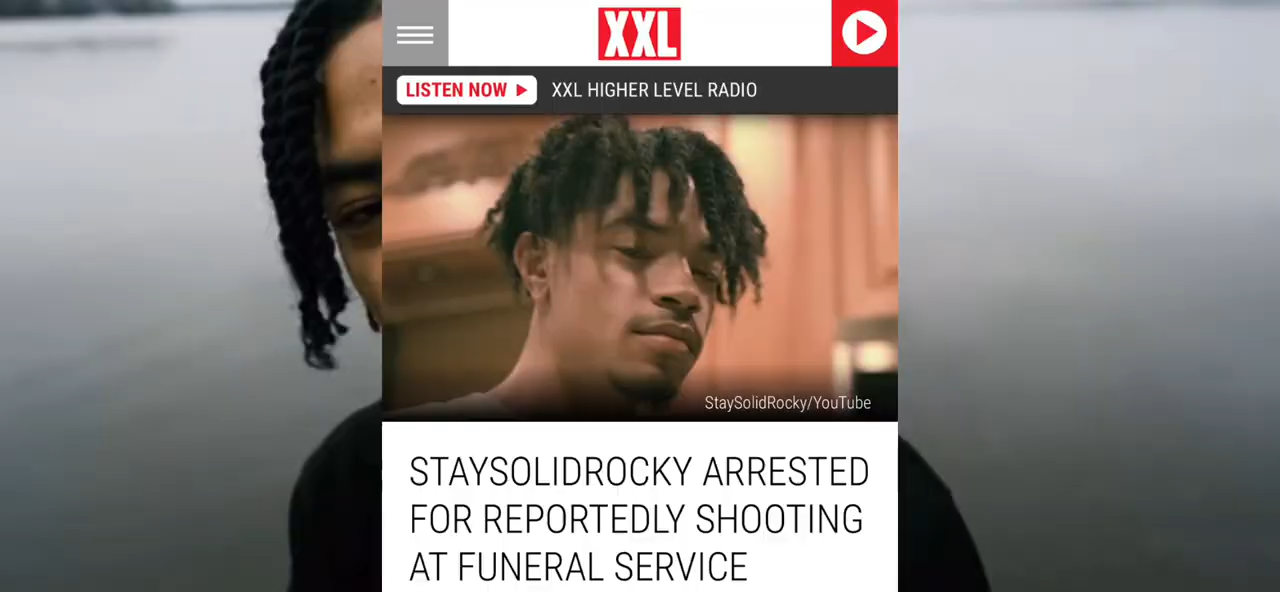 XXL
LISTEN NOW XXL HIGHER LEVEL RADIO
StaySolidRocky/YouTube
STAYSOLIDROCKY ARRESTED
FOR REPORTEDLY SHOOTING
AT FUNERAL SERVICE